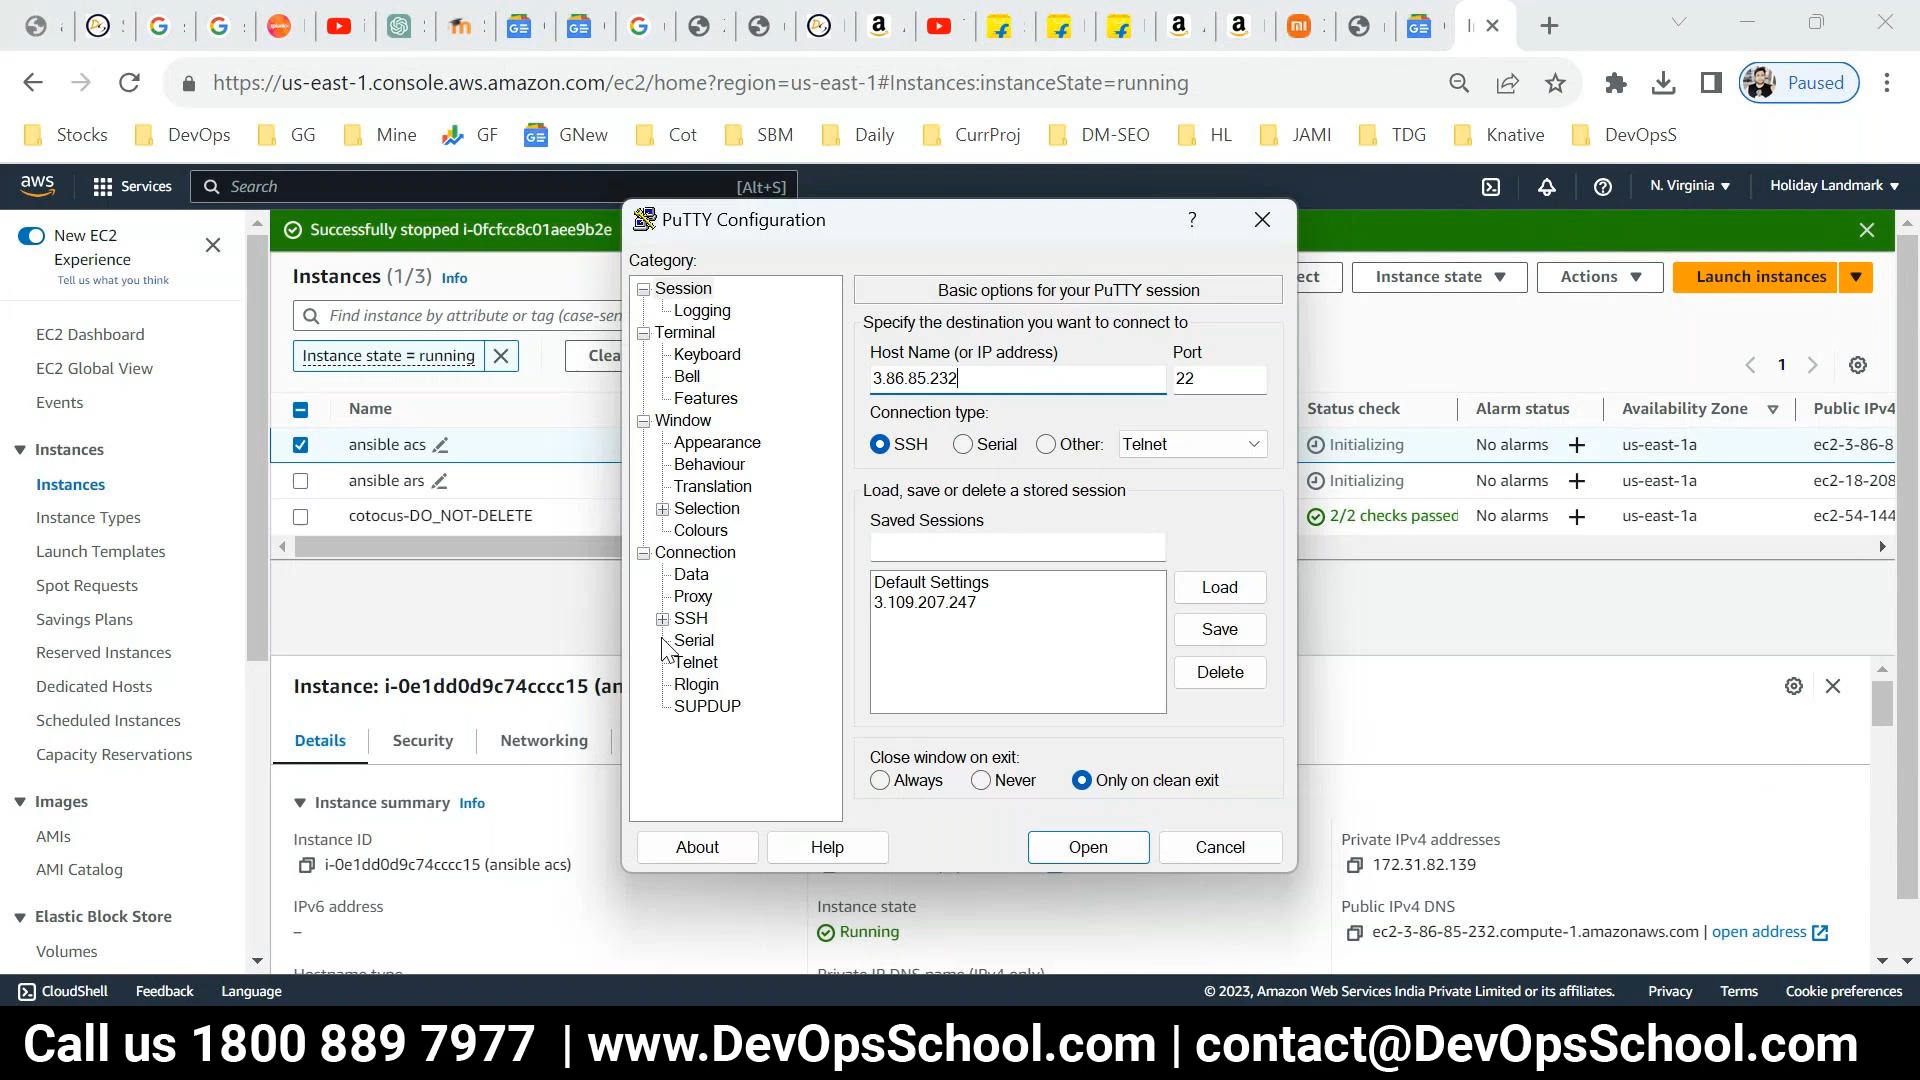 https://us-east-1.console.aws.amazon.com/ec2/home?region=us-east-1#Instances:instanceState=running
Paused
Stocks DevOps GG Mine GF GNew Cot SBM Daily CurrProj DM-SEO HL JAMI TDG Knative DevOpsS
aws Services Search [Alt+S] N. Virginia Holiday Landmark
New EC2
Experience
Tell us what you think
EC2 Dashboard
EC2 Global View
Events
Instances
Instances
Instance Types
Launch Templates
Spot Requests
Savings Plans
Reserved Instances
Dedicated Hosts
Scheduled Instances
Capacity Reservations
Images
AMIs
AMI Catalog
Elastic Block Store
Volumes
Successfully stopped i-0fcfcc8c01aee9b2e
Instances (1/3) Info
ect Instance state Actions Launch instances
Find instance by attribute or tag (case-sen
Instance state = running
Clea
1
Name Status check Alarm status Availability Zone Public IPv4
ansible acs Initializing No alarms us-east-1a ec2-3-86-8
ansible ars Initializing No alarms us-east-1a ec2-18-208
cotocus-DO_NOT-DELETE 2/2 checks passed No alarms us-east-1a ec2-54-144
PuTTY Configuration
?
Category:
Session
Logging
Terminal
Keyboard
Bell
Features
Window
Appearance
Behaviour
Translation
Selection
Colours
Connection
Data
Proxy
SSH
Serial
Telnet
Rlogin
SUPDUP
Basic options for your PuTTY session
Specify the destination you want to connect to
Host Name (or IP address) Port
3.86.85.232 22
Connection type:
SSH Serial Other: Telnet
Load, save or delete a stored session
Saved Sessions
Default Settings
3.109.207.247
Load
Save
Delete
Close window on exit:
Always Never Only on clean exit
About Help Open Cancel
Instance: i-0e1dd0d9c74cccc15 (an
Details Security Networking
Instance summary Info
Instance ID
i-0e1dd0d9c74cccc15 (ansible acs)
Private IPv4 addresses
172.31.82.139
IPv6 address
–
Instance state
Running
Public IPv4 DNS
ec2-3-86-85-232.compute-1.amazonaws.com | open address
Hostname type
Private IP DNS name (IPv4 only)
CloudShell Feedback Language © 2023, Amazon Web Services India Private Limited or its affiliates. Privacy Terms Cookie preferences
Call us 1800 889 7977 | www.DevOpsSchool.com | contact@DevOpsSchool.com